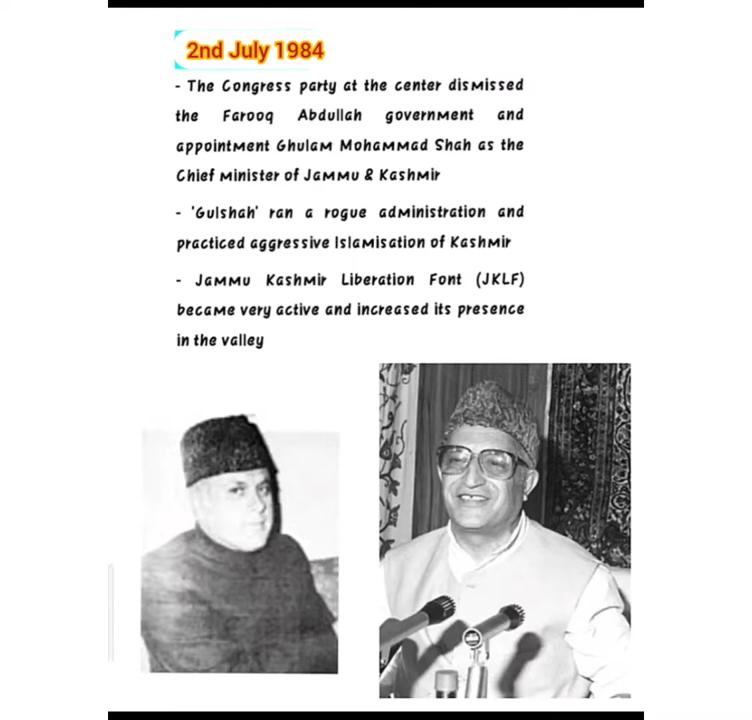 2nd July 1984
- The Congress party at the center dismissed
the Farooq Abdullah government and
appointment Ghulam Mohammad Shah as the
Chief minister of Jammu & Kashmir
- 'Gulshah' ran a rogue administration and
practiced aggressive Islamisation of Kashmir
- Jammu Kashmir Liberation Font (JKLF)
became very active and increased its presence
in the valley